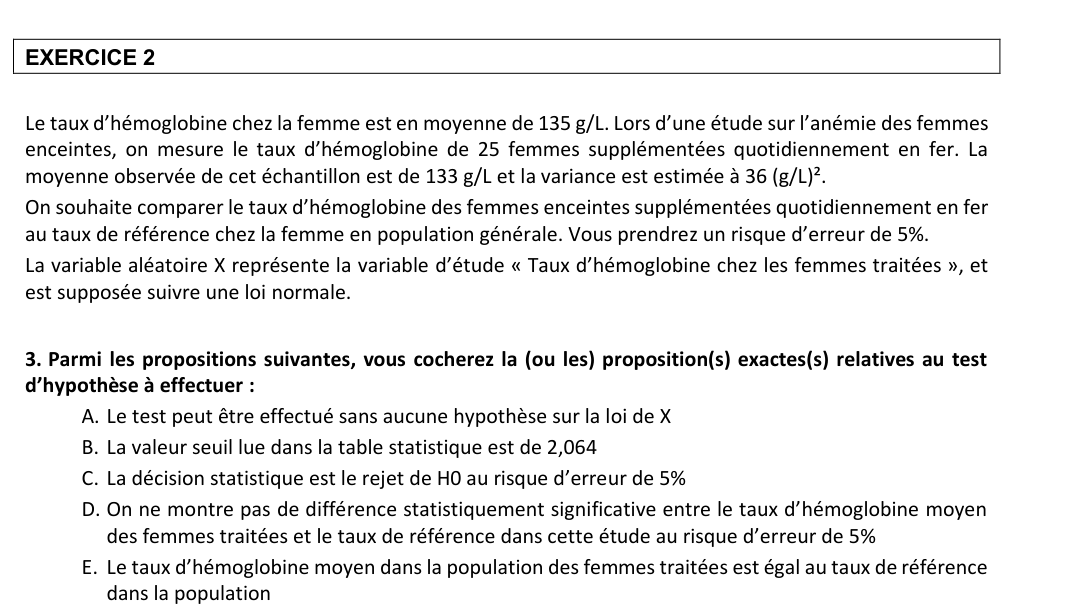 EXERCICE 2
Le taux d’hémoglobine chez la femme est en moyenne de 135 g/L. Lors d’une étude sur l’anémie des femmes
enceintes, on mesure le taux d’hémoglobine de 25 femmes supplémentées quotidiennement en fer. La
moyenne observée de cet échantillon est de 133 g/L et la variance est estimée à 36 (g/L)².
On souhaite comparer le taux d’hémoglobine des femmes enceintes supplémentées quotidiennement en fer
au taux de référence chez la femme en population générale. Vous prendrez un risque d’erreur de 5%.
La variable aléatoire X représente la variable d’étude « Taux d’hémoglobine chez les femmes traitées », et
est supposée suivre une loi normale.
3. Parmi les propositions suivantes, vous cocherez la (ou les) proposition(s) exactes(s) relatives au test
d’hypothèse à effectuer :
A. Le test peut être effectué sans aucune hypothèse sur la loi de X
B. La valeur seuil lue dans la table statistique est de 2,064
C. La décision statistique est le rejet de H0 au risque d’erreur de 5%
D. On ne montre pas de différence statistiquement significative entre le taux d’hémoglobine moyen
des femmes traitées et le taux de référence dans cette étude au risque d’erreur de 5%
E. Le taux d’hémoglobine moyen dans la population des femmes traitées est égal au taux de référence
dans la population